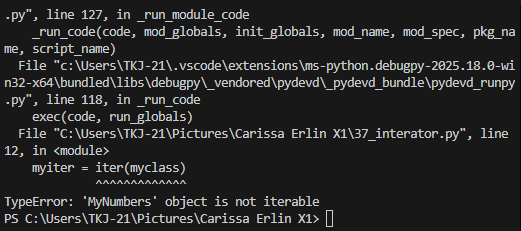 .py", line 127, in _run_module_code
_run_code(code, mod_globals, init_globals, mod_name, mod_spec, pkg_na
me, script_name)
File "c:\Users\TKJ-21\.vscode\extensions\ms-python.debugpy-2025.18.0-wi
n32-x64\bundled\libs\debugpy\_vendored\pydevd\_pydevd_bundle\pydevd_runpy
.py", line 118, in _run_code
exec(code, run_globals)
File "C:\Users\TKJ-21\Pictures\Carissa Erlin X1\37_interator.py", line
12, in <module>
myiter = iter(myclass)
^^^^^^^^^^^^^
TypeError: 'MyNumbers' object is not iterable
PS C:\Users\TKJ-21\Pictures\Carissa Erlin X1>